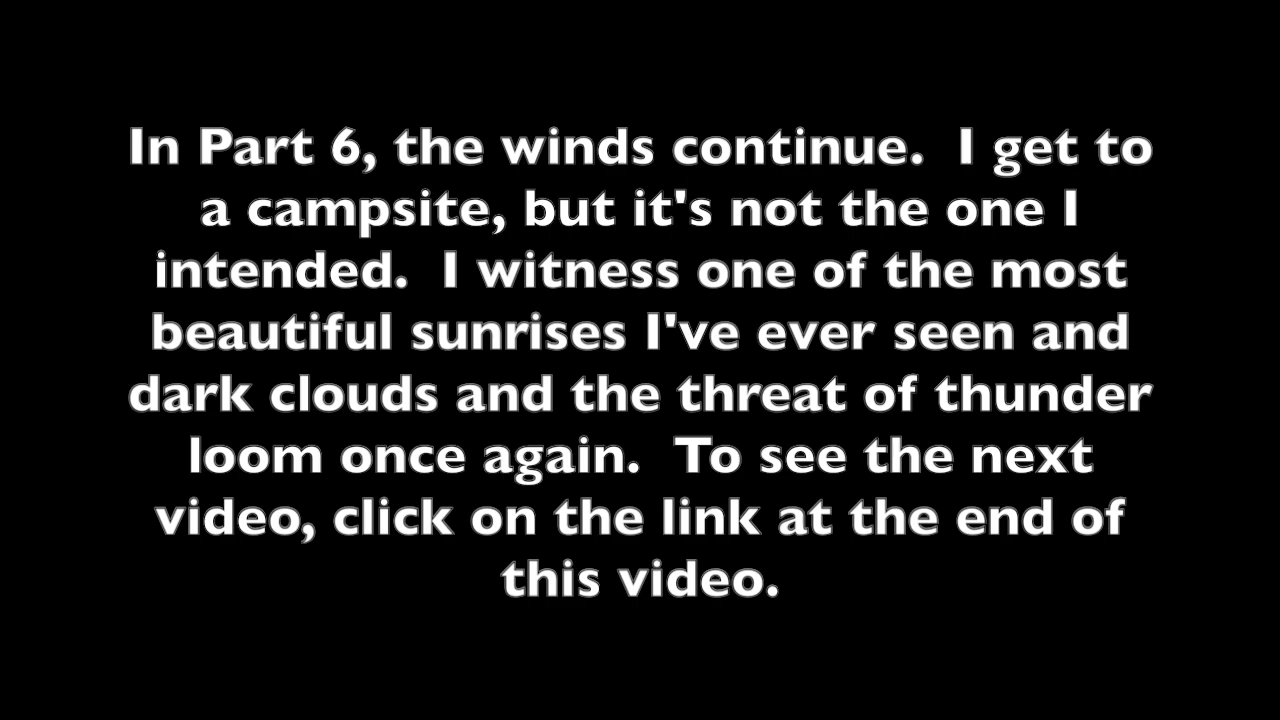 In Part 6, the winds continue.  I get to
a campsite, but it's not the one I
intended.  I witness one of the most
beautiful sunrises I've ever seen and
dark clouds and the threat of thunder
loom once again.  To see the next
video, click on the link at the end of
this video.